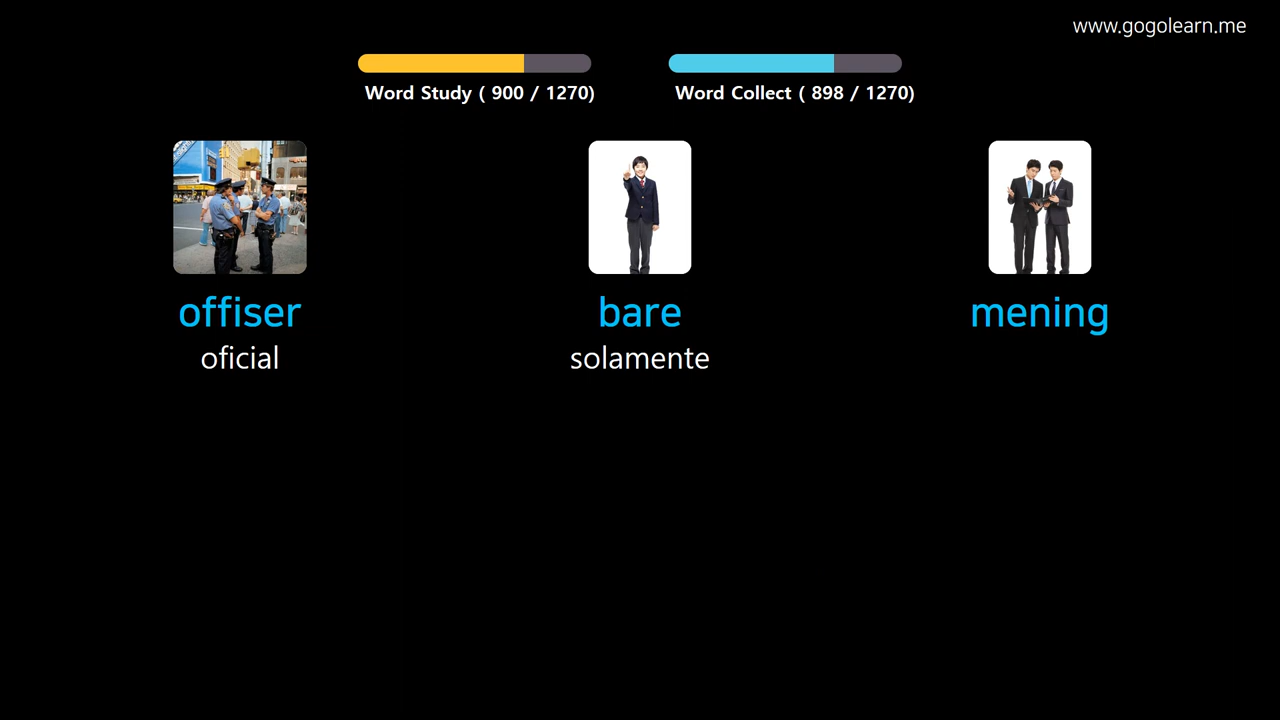 www.gogolearn.me
Word Study ( 900 / 1270)
Word Collect ( 898 / 1270)
offiser
bare
mening
oficial
solamente